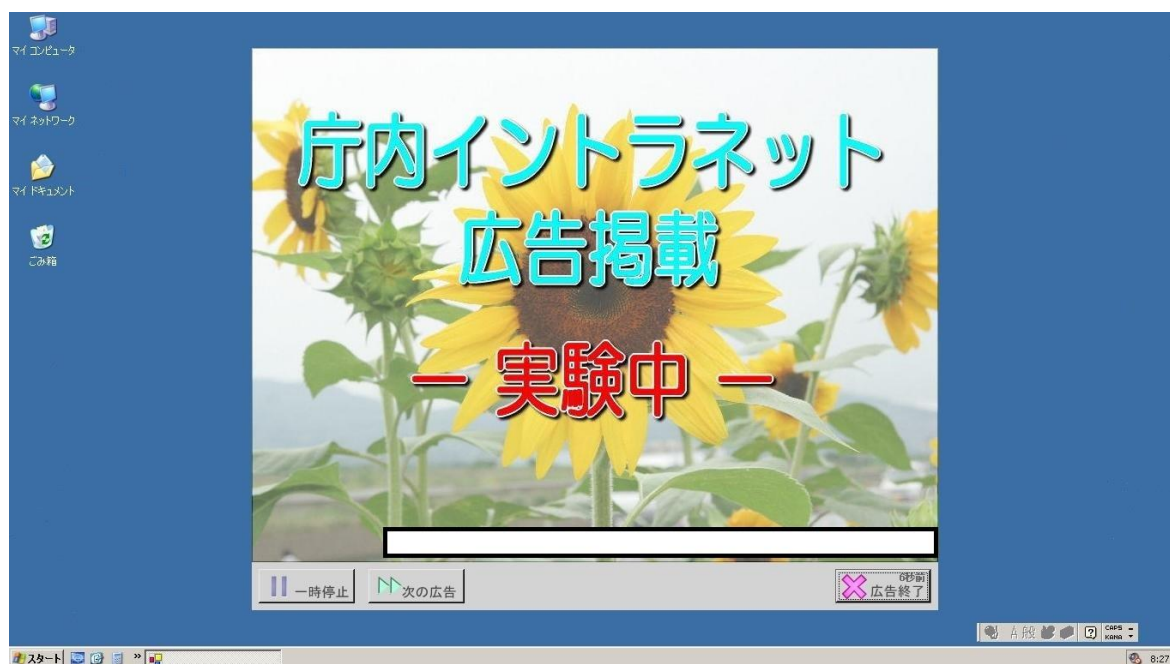 マイ コンピュータ
マイ ネットワーク
マイ ドキュメント
ごみ箱
庁内イントラネット
広告掲載
ー 実験中 ー
一時停止
次の広告
6秒前
広告終了
A 般
CAPS
KANA
スタート
8:27